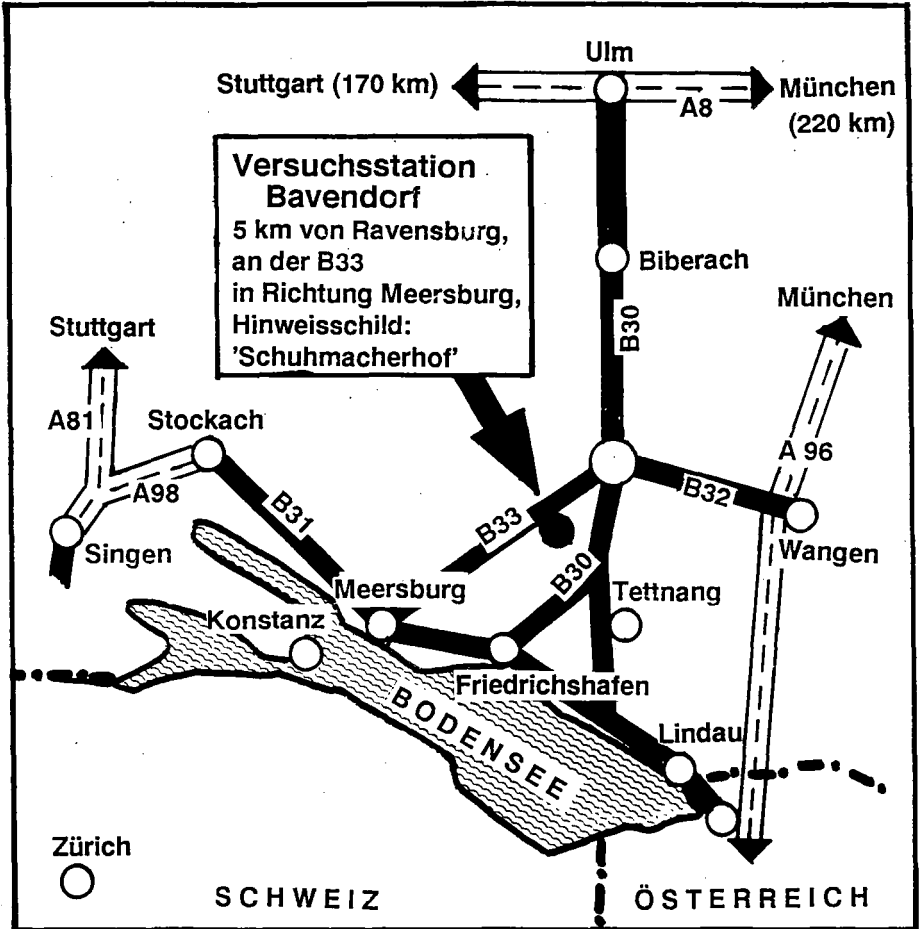 Ulm
Stuttgart (170 km)
München
(220 km)
A8
Versuchsstation
Bavendorf
5 km von Ravensburg,
an der B33
in Richtung Meersburg,
Hinweisschild:
'Schuhmacherhof'
Biberach
B30
München
Stuttgart
A81
Stockach
A98
Singen
B31
B33
B32
A 96
Wangen
B30
Meersburg
Tettnang
Konstanz
Friedrichshafen
BODENSEE
Lindau
Zürich
SCHWEIZ
ÖSTERREICH